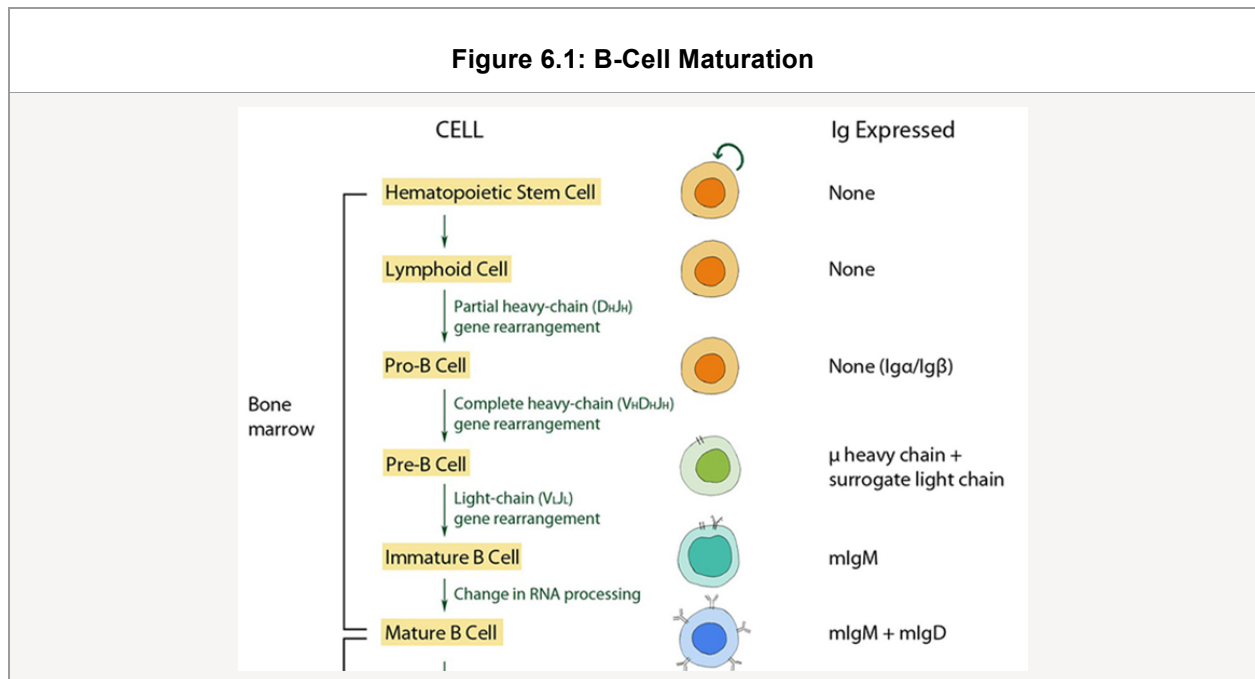 Figure 6.1: B-Cell Maturation
CELL
Ig Expressed
Hematopoietic Stem Cell
None
Lymphoid Cell
None
Partial heavy-chain (DHJH)
gene rearrangement
Pro-B Cell
None (Igα/Igβ)
Bone
marrow
Complete heavy-chain (VHDHJH)
gene rearrangement
Pre-B Cell
μ heavy chain +
surrogate light chain
Light-chain (VLJL)
gene rearrangement
Immature B Cell
mIgM
Change in RNA processing
Mature B Cell
mIgM + mIgD